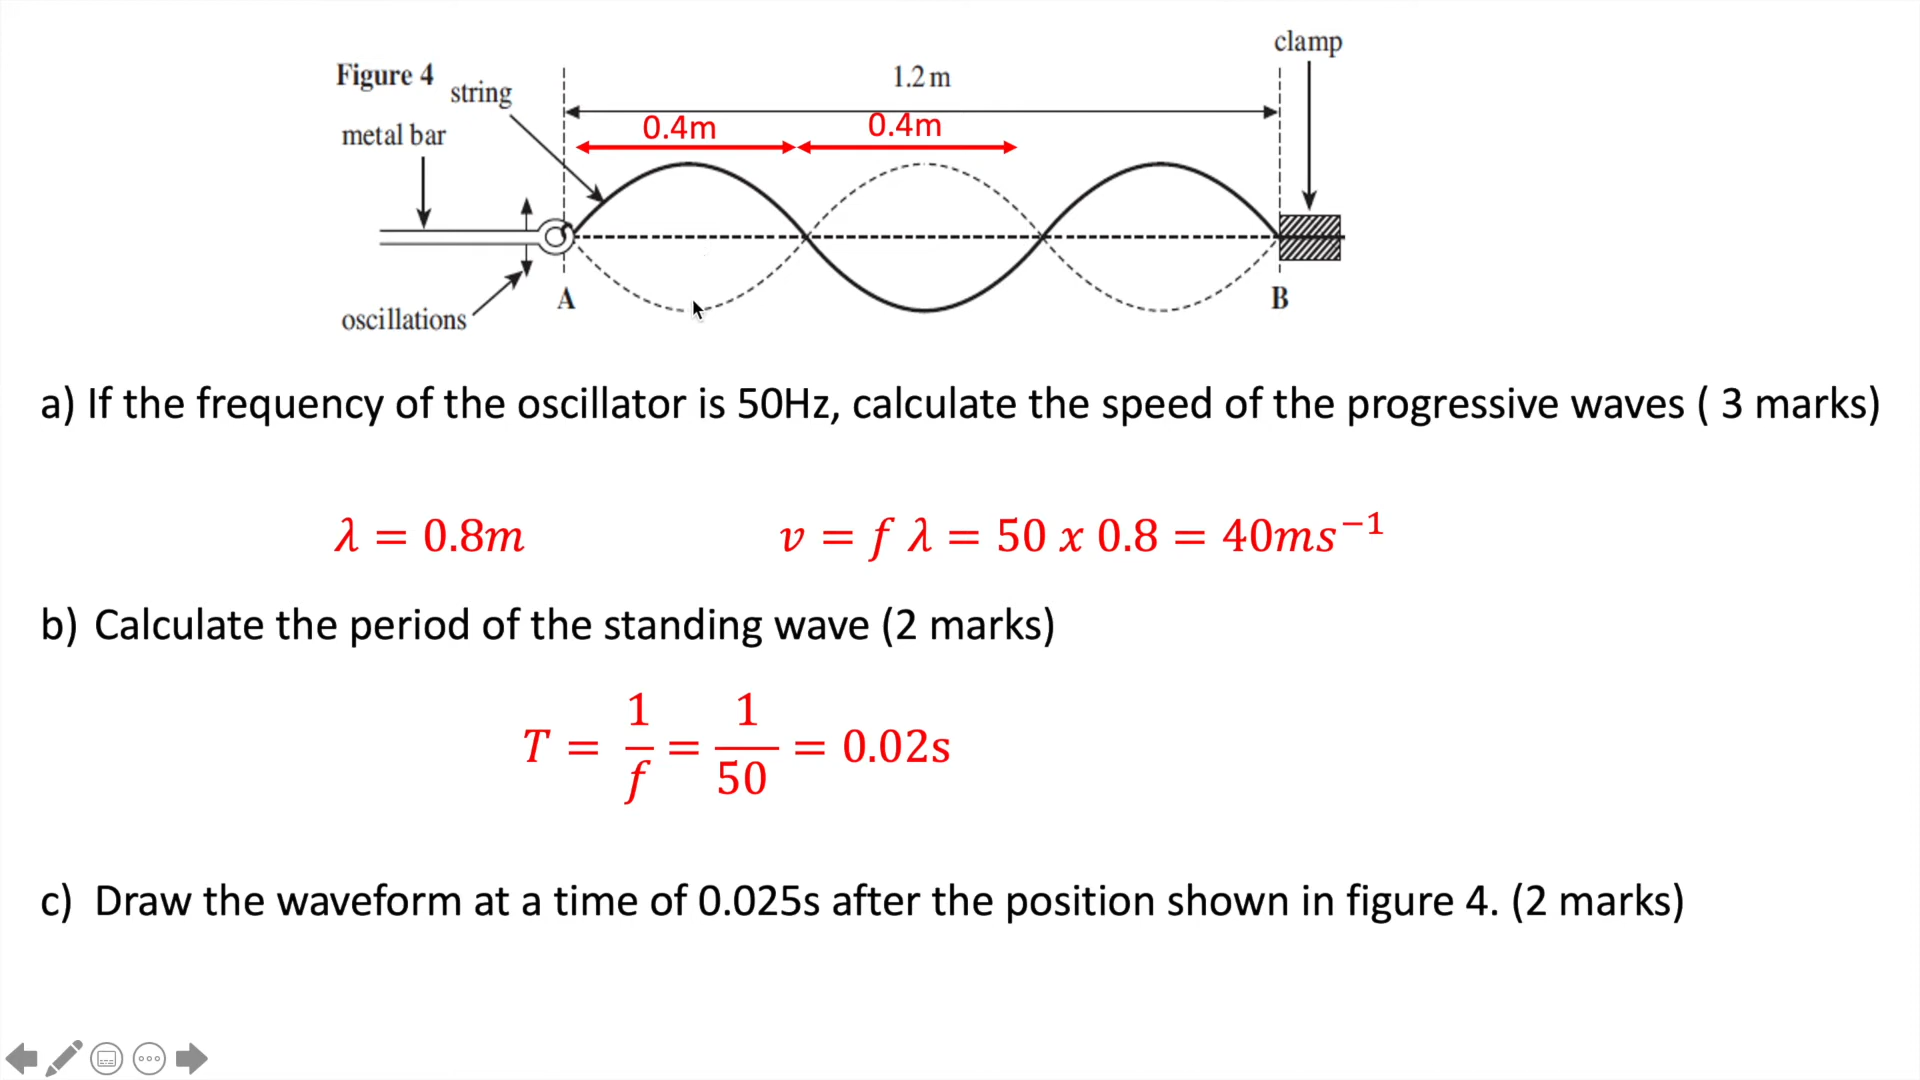 clamp
Figure 4
string
1.2 m
metal bar
0.4m
0.4m
A
B
oscillations
a) If the frequency of the oscillator is 50Hz, calculate the speed of the progressive waves ( 3 marks)
λ = 0.8m
v = f λ = 50 x 0.8 = 40ms⁻¹
b) Calculate the period of the standing wave (2 marks)
T = 1/f = 1/50 = 0.02s
c) Draw the waveform at a time of 0.025s after the position shown in figure 4. (2 marks)